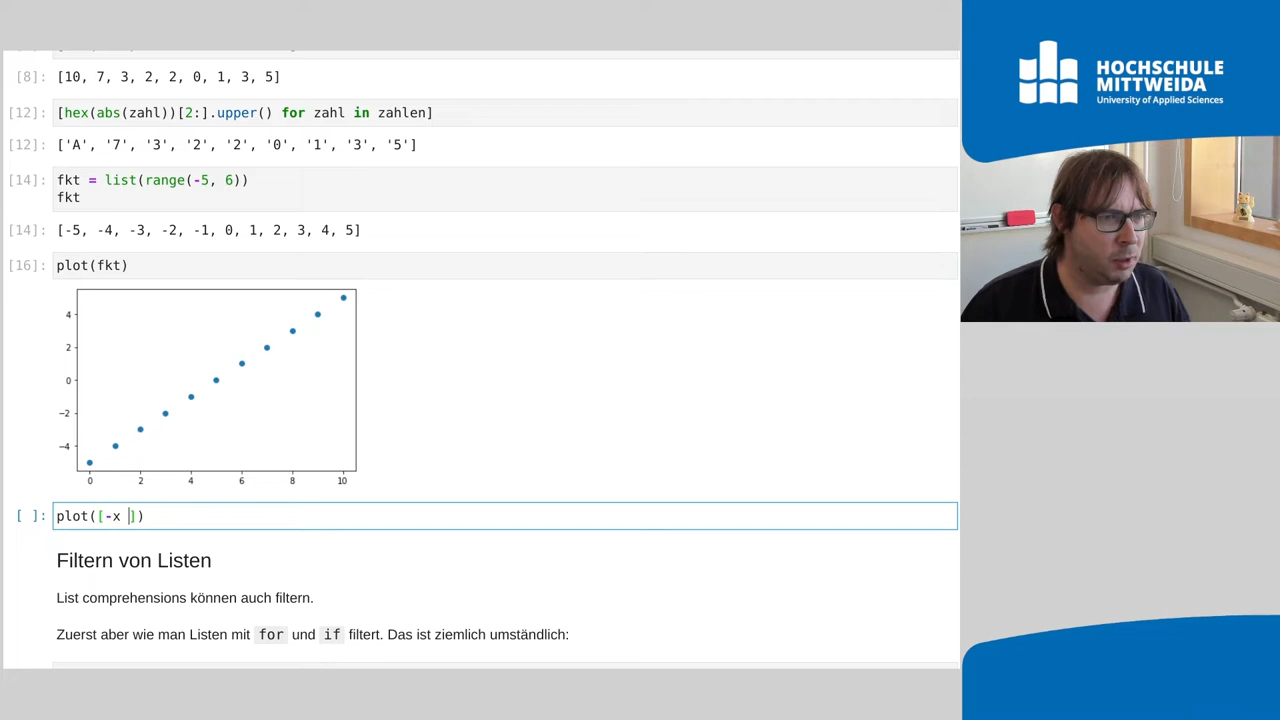 [8]: [10, 7, 3, 2, 2, 0, 1, 3, 5]
[12]: [hex(abs(zahl))[2:].upper() for zahl in zahlen]
[12]: ['A', '7', '3', '2', '2', '0', '1', '3', '5']
[14]: fkt = list(range(-5, 6))
fkt
[14]: [-5, -4, -3, -2, -1, 0, 1, 2, 3, 4, 5]
[16]: plot(fkt)
4
2
0
−2
−4
0 2 4 6 8 10
[ ]: plot([-x ])
Filtern von Listen
List comprehensions können auch filtern.
Zuerst aber wie man Listen mit for und if filtert. Das ist ziemlich umständlich:
HOCHSCHULE
MITTWEIDA
University of Applied Sciences